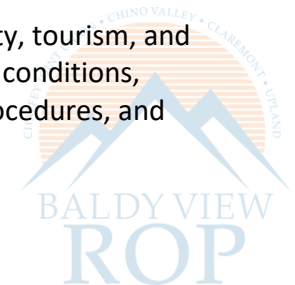 ty, tourism, and
conditions,
ocedures, and
CHINO VALLEY • CLAREMONT • UPLAND
BALDY VIEW
ROP